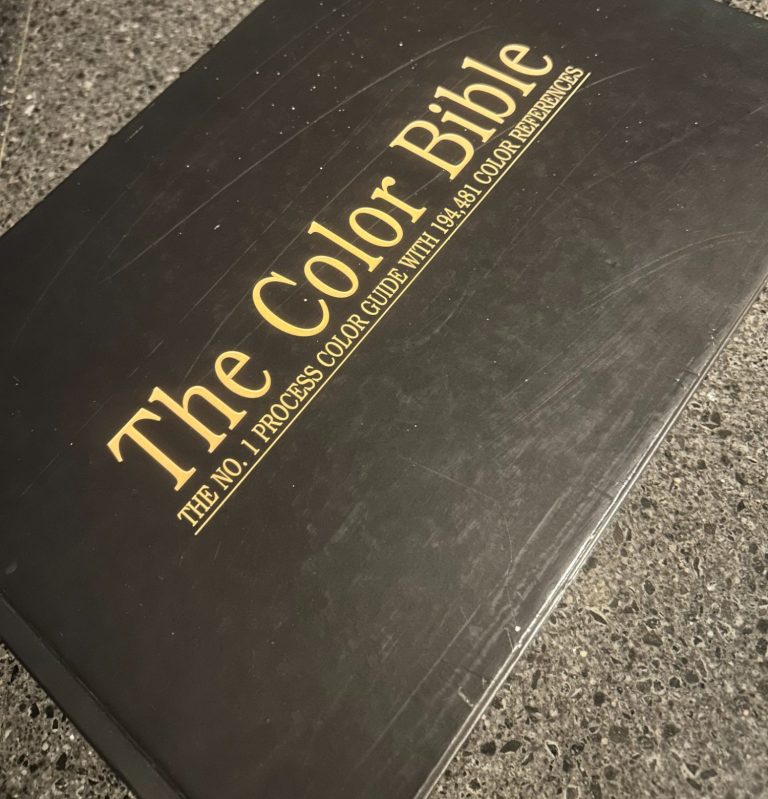 The Color Bible
THE NO. 1 PROCESS COLOR GUIDE WITH 194,481 COLOR REFERENCES